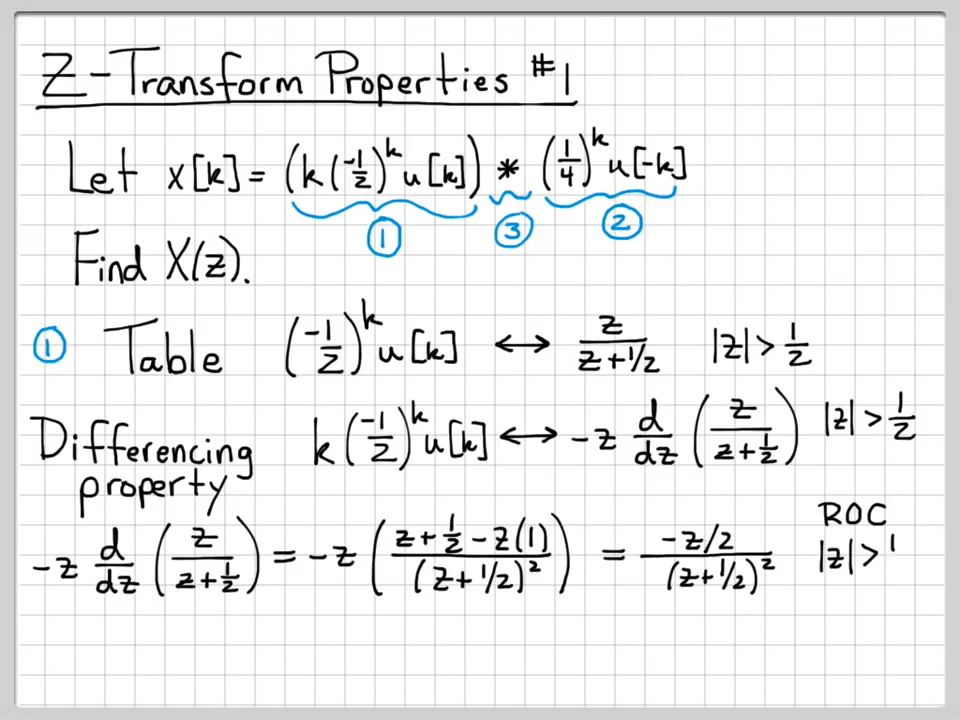 Z-Transform Properties #1
Let x[k] = (k(-1/2)^k u[k]) * (1/4)^k u[-k]
① ③ ②
Find X(z).
① Table (-1/2)^k u[k] ↔ z/(z+1/2) |z| > 1/2
Differencing property k(-1/2)^k u[k] ↔ -z d/dz (z/(z+1/2)) |z| > 1/2
ROC
-z d/dz (z/(z+1/2)) = -z ((z+1/2-z(1))/(z+1/2)^2) = (-z/2)/(z+1/2)^2 |z| > 1